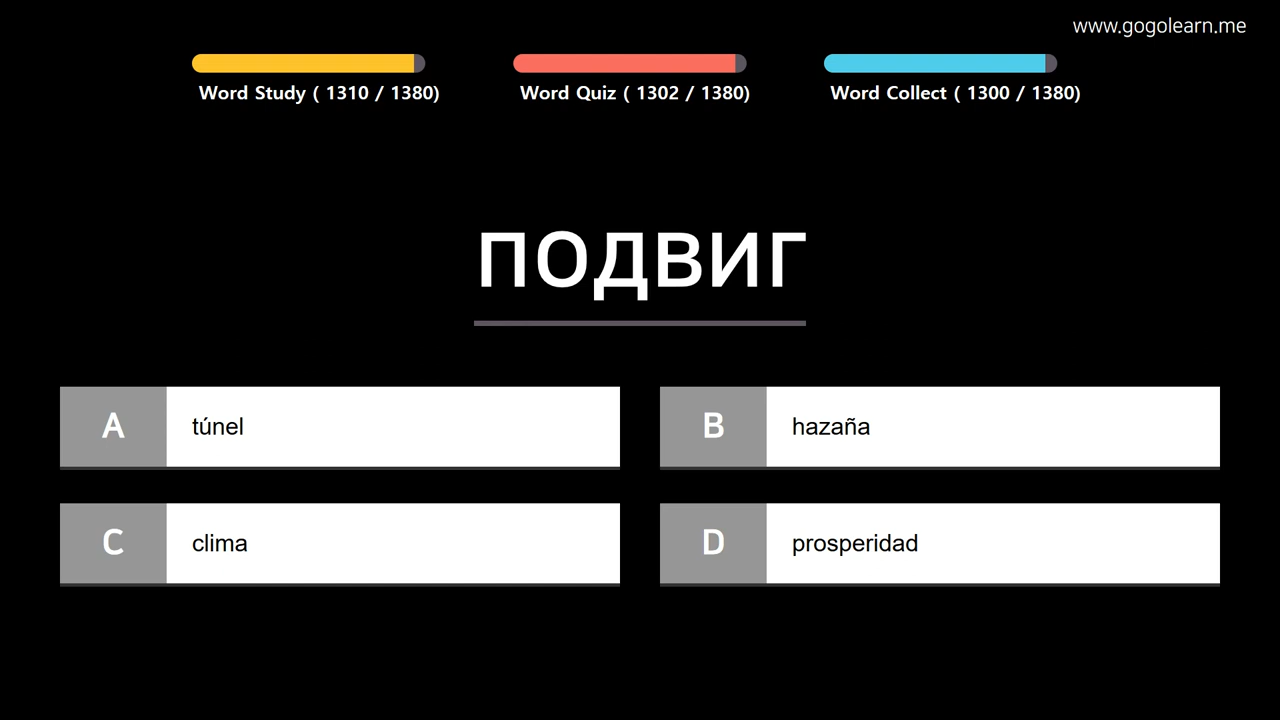 www.gogolearn.me
Word Study ( 1310 / 1380)
Word Quiz ( 1302 / 1380)
Word Collect ( 1300 / 1380)
подвиг
A túnel
B hazaña
C clima
D prosperidad